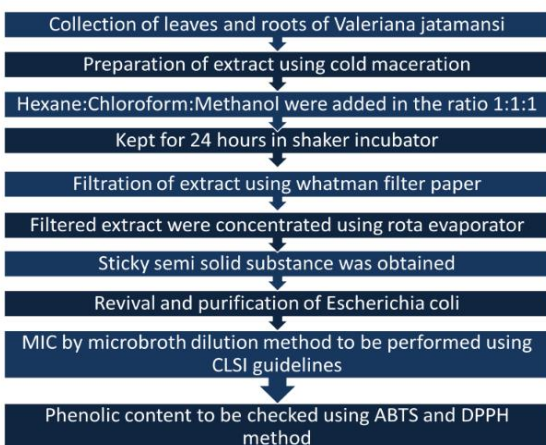 Collection of leaves and roots of Valeriana jatamansi
Preparation of extract using cold maceration
Hexane:Chloroform:Methanol were added in the ratio 1:1:1
Kept for 24 hours in shaker incubator
Filtration of extract using whatman filter paper
Filtered extract were concentrated using rota evaporator
Sticky semi solid substance was obtained
Revival and purification of Escherichia coli
MIC by microbroth dilution method to be performed using
CLSI guidelines
Phenolic content to be checked using ABTS and DPPH
method